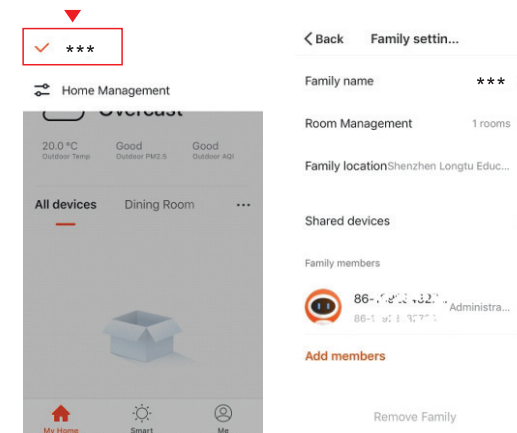 ***
Home Management
Overcast
20.0 °C Good Good
Outdoor Temp Outdoor PM2.5 Outdoor AQI
All devices Dining Room ...
My Home Smart Me
Back Family settin...
Family name ***
Room Management 1 rooms
Family location Shenzhen Longtu Educ...
Shared devices
Family members
86- Administra...
86-
Add members
Remove Family